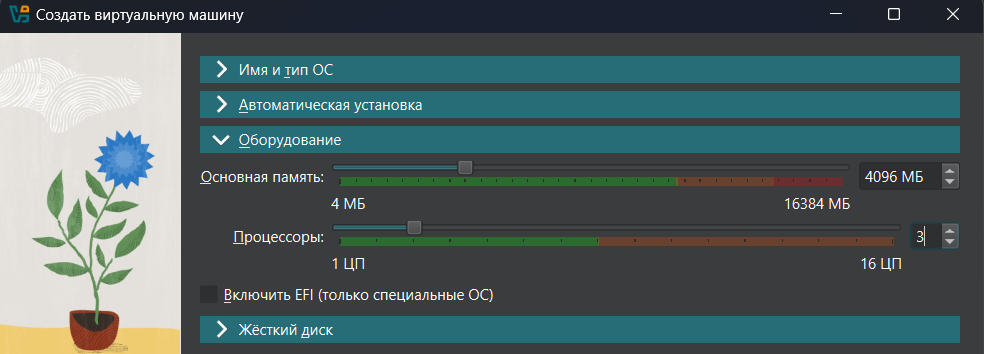 Создать виртуальную машину
Имя и тип ОС
Автоматическая установка
Оборудование
Основная память: 4096 МБ
4 МБ 16384 МБ
Процессоры: 3
1 ЦП 16 ЦП
Включить EFI (только специальные ОС)
Жёсткий диск